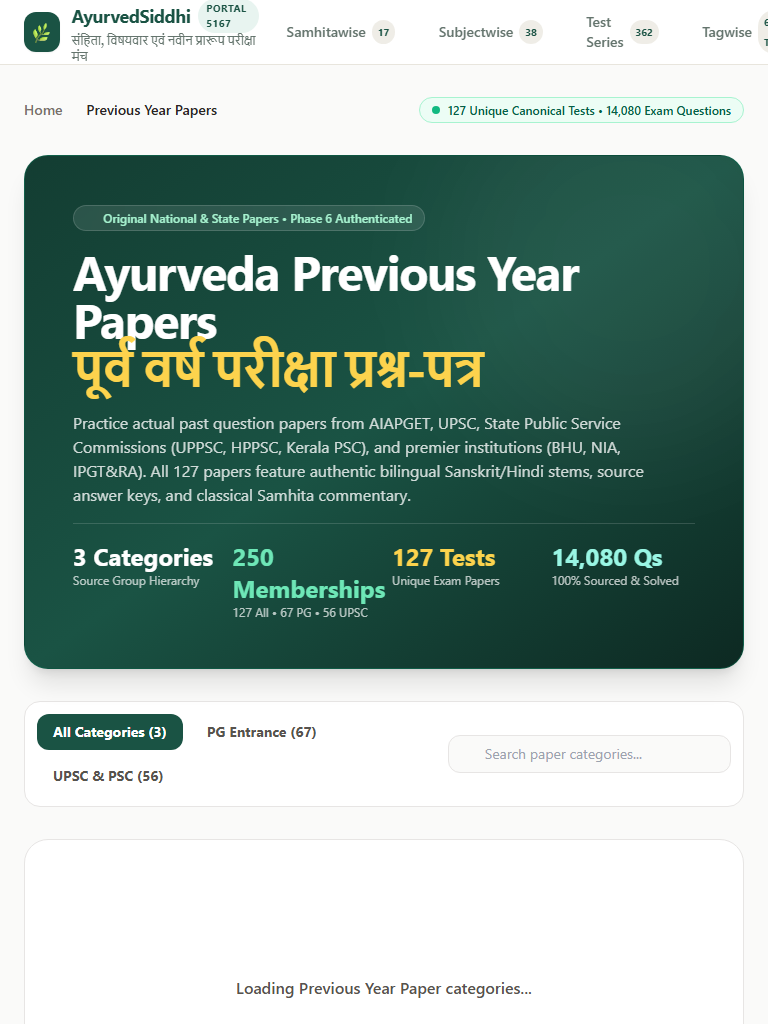 AyurvedSiddhi
PORTAL
5167
संहिता, विषयवार एवं नवीन प्रारूप परीक्षा
मंच
Samhitawise 17
Subjectwise 38
Test
Series 362
Tagwise
Home Previous Year Papers
127 Unique Canonical Tests • 14,080 Exam Questions
Original National & State Papers • Phase 6 Authenticated
Ayurveda Previous Year
Papers
पूर्व वर्ष परीक्षा प्रश्न-पत्र
Practice actual past question papers from AIAPGET, UPSC, State Public Service
Commissions (UPPSC, HPPSC, Kerala PSC), and premier institutions (BHU, NIA,
IPGT&RA). All 127 papers feature authentic bilingual Sanskrit/Hindi stems, source
answer keys, and classical Samhita commentary.
3 Categories
Source Group Hierarchy
250
Memberships
127 All • 67 PG • 56 UPSC
127 Tests
Unique Exam Papers
14,080 Qs
100% Sourced & Solved
All Categories (3)
PG Entrance (67)
UPSC & PSC (56)
Search paper categories...
Loading Previous Year Paper categories...